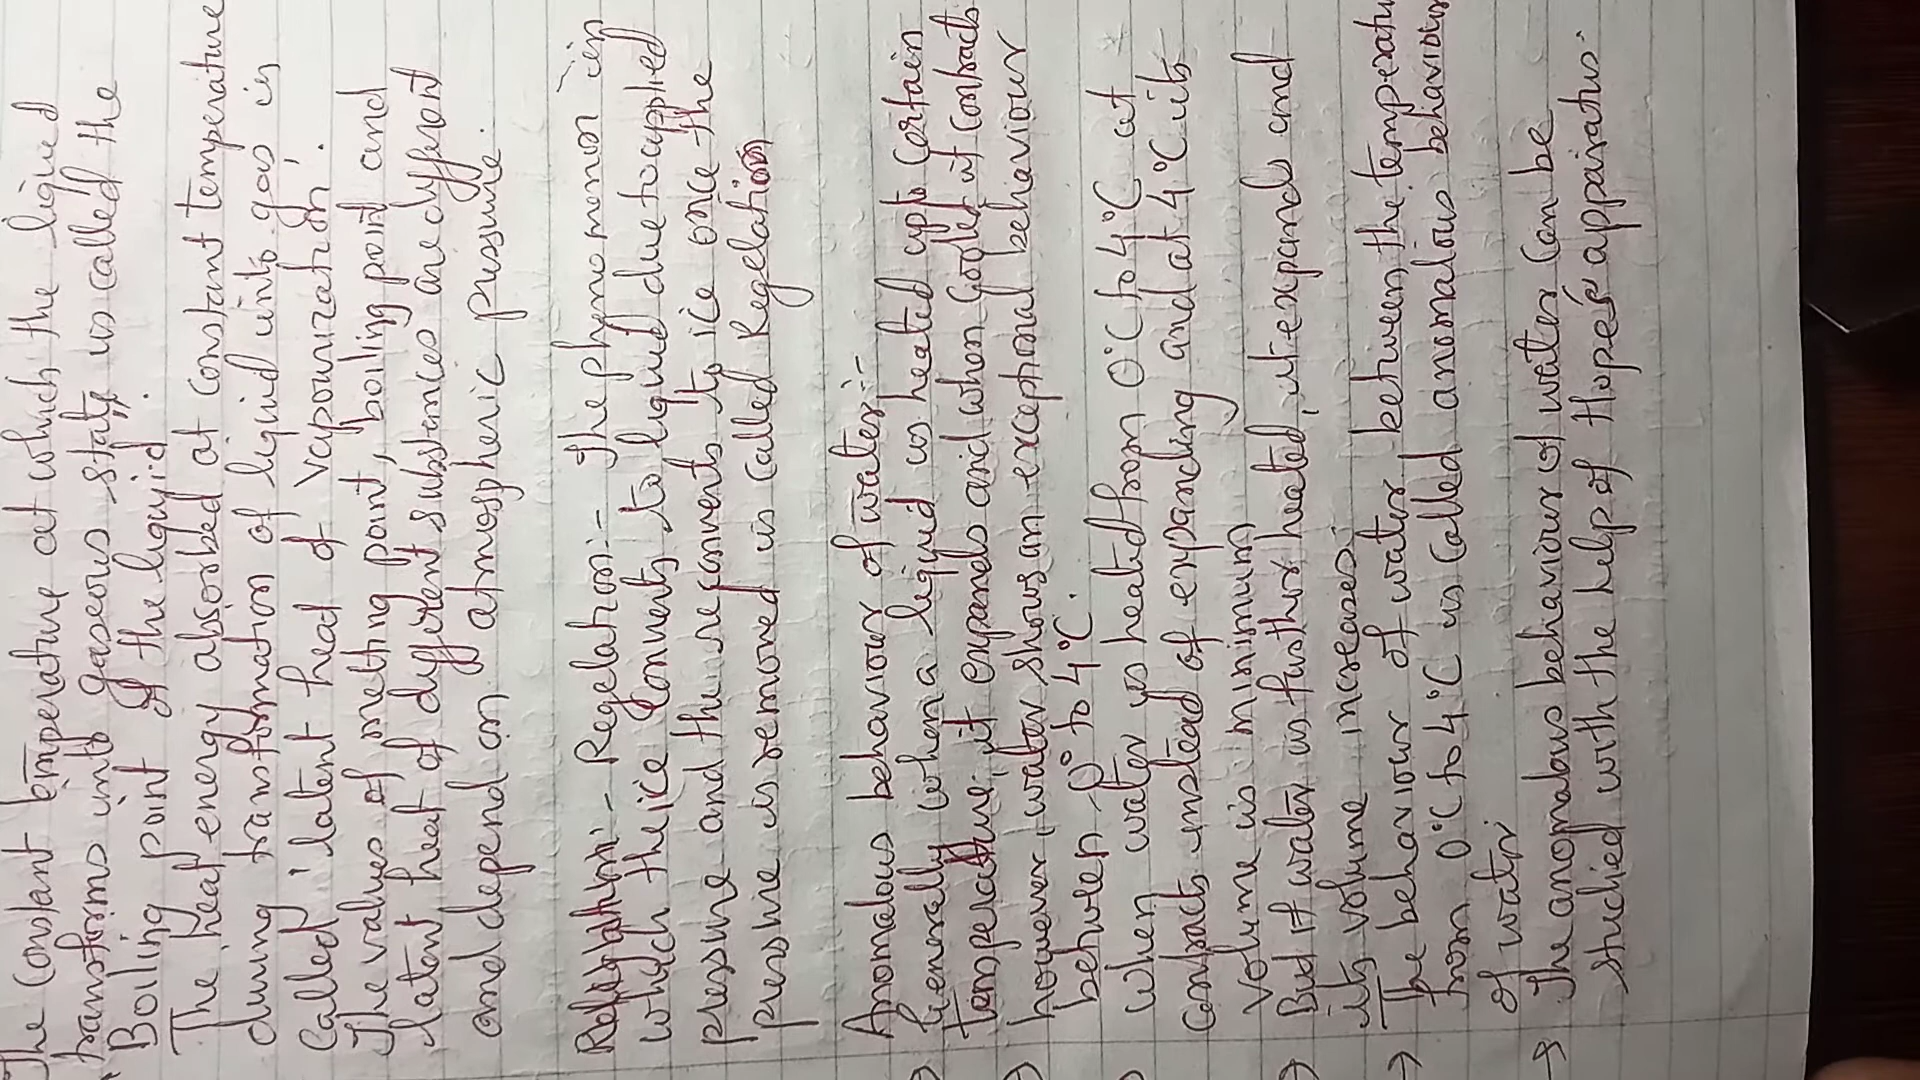 The constant temperature at which the liquid
transforms into gaseous state is called the
Boiling point of the liquid.
The heat energy absorbed at constant temperature
during transformation of liquid into gas is
called 'latent heat of vapourization'.
The values of melting point, boiling point and
latent heat of different substances are different
and depend on atmospheric pressure.
Regelation:- The phynomenon in
which the ice Converts to liquid due to applied
pressure and then reconverts to ice once the
pressure is removed is called Regelation
Anomalous behaviour of water:-
Generally when a liquid is heated upto certain
temperature, it expands and when Cooled it contracts
however, water shows an exceptional behaviour
between 0° to 4°C.
When water is heated from 0°C to 4°C it
contracts instead of expanding and at 4°C its
volume is minimum
But if water is further heated, it expands and
its volume increases.
The behaviour of water between the temperatu
from 0°C to 4°C is called anomalous behaviour
of water.
→ The anomalous behaviour of water can be
studied with the help of Hope's appairatus.